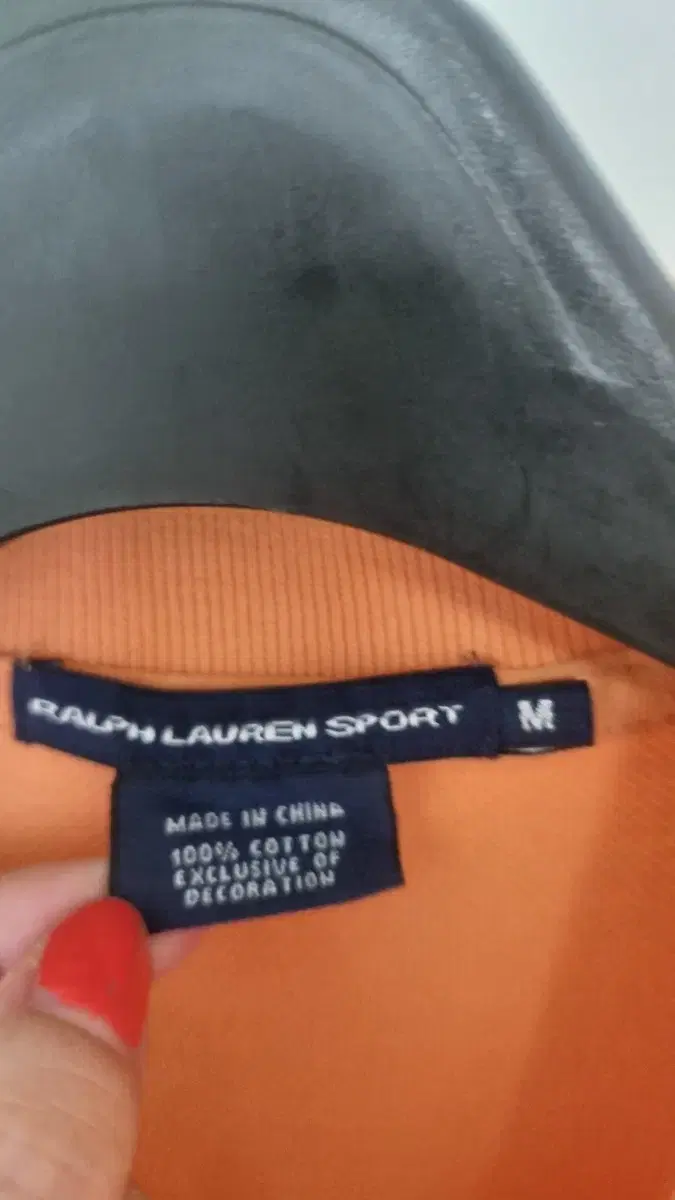 RALPH LAUREN SPORT M
MADE IN CHINA
100% COTTON
EXCLUSIVE OF
DECORATION